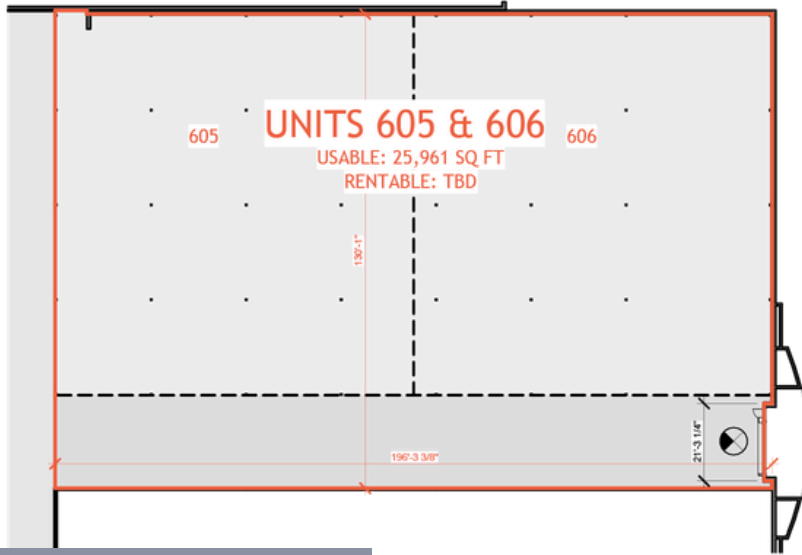 UNITS 605 & 606
605
606
USABLE: 25,961 SQ FT
RENTABLE: TBD
130'-1"
21'-3 1/4"
196'-3 3/8"